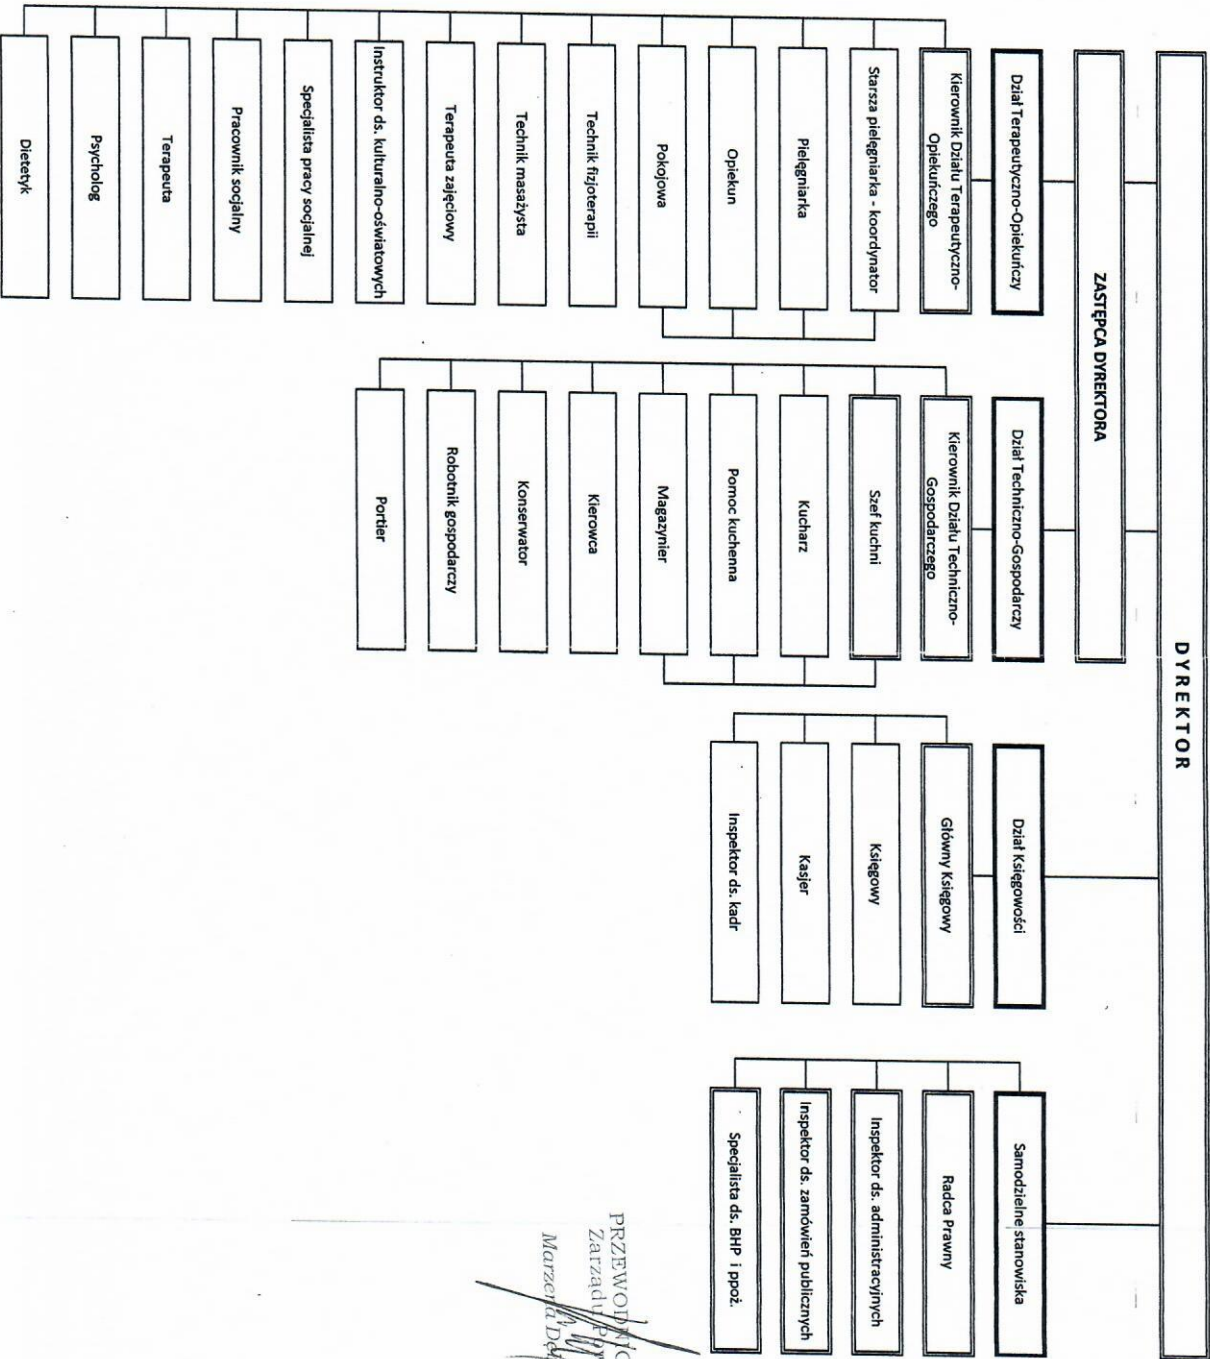 DYREKTOR
ZASTĘPCA DYREKTORA
Dział Terapeutyczno-Opiekuńczy
Kierownik Działu Terapeutyczno-
Opiekuńczego
Starsza pielęgniarka - koordynator
Pielęgniarka
Opiekun
Pokojowa
Technik fizjoterapii
Technik masażysta
Terapeuta zajęciowy
Instruktor ds. kulturalno-oświatowych
Specjalista pracy socjalnej
Pracownik socjalny
Terapeuta
Psycholog
Dietetyk
Dział Techniczno-Gospodarczy
Kierownik Działu Techniczno-
Gospodarczego
Szef kuchni
Kucharz
Pomoc kuchenna
Magazynier
Kierowca
Konserwator
Robotnik gospodarczy
Portier
Dział Księgowości
Główny Księgowy
Księgowy
Kasjer
Inspektor ds. kadr
Samodzielne stanowiska
Radca Prawny
Inspektor ds. administracyjnych
Inspektor ds. zamówień publicznych
Specjalista ds. BHP i ppoż.
Zarządu
Marzena